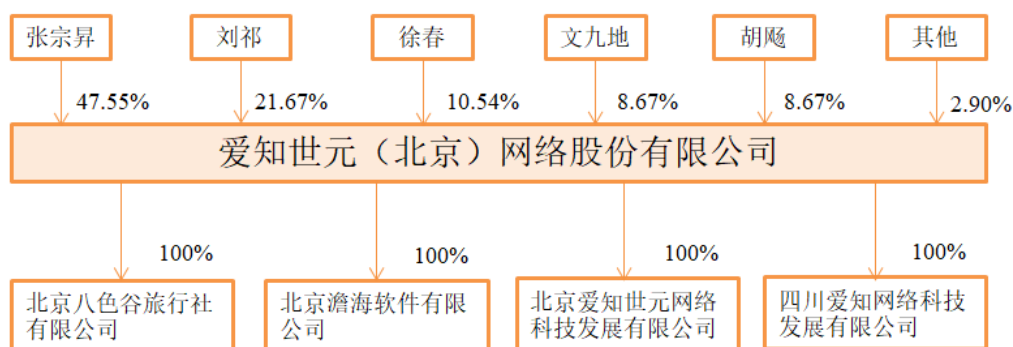 张宗昇
刘祁
徐春
文九地
胡飏
其他
47.55%
21.67%
10.54%
8.67%
8.67%
2.90%
爱知世元（北京）网络股份有限公司
100%
100%
100%
100%
北京八色谷旅行社
有限公司
北京澹海软件有限
公司
北京爱知世元网络
科技发展有限公司
四川爱知网络科技
发展有限公司